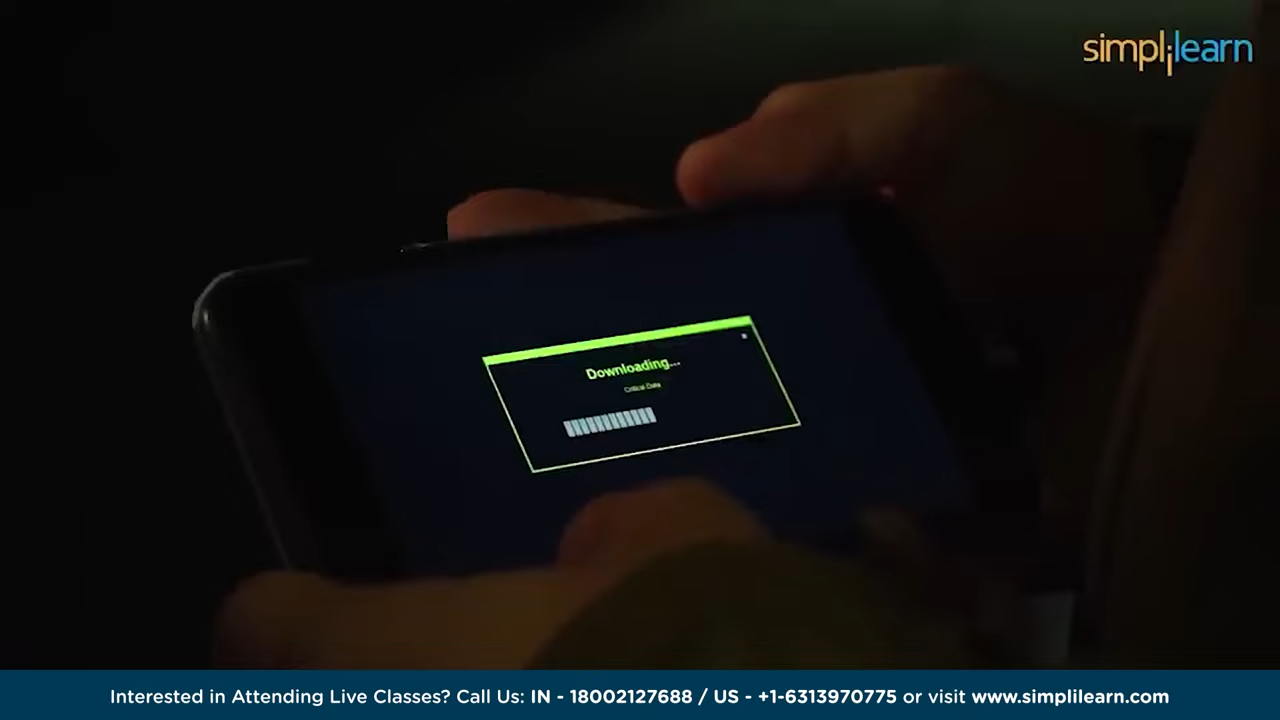 simplilearn
Downloading...
Critical Data
Interested in Attending Live Classes? Call Us: IN - 18002127688 / US - +1-6313970775 or visit www.simplilearn.com